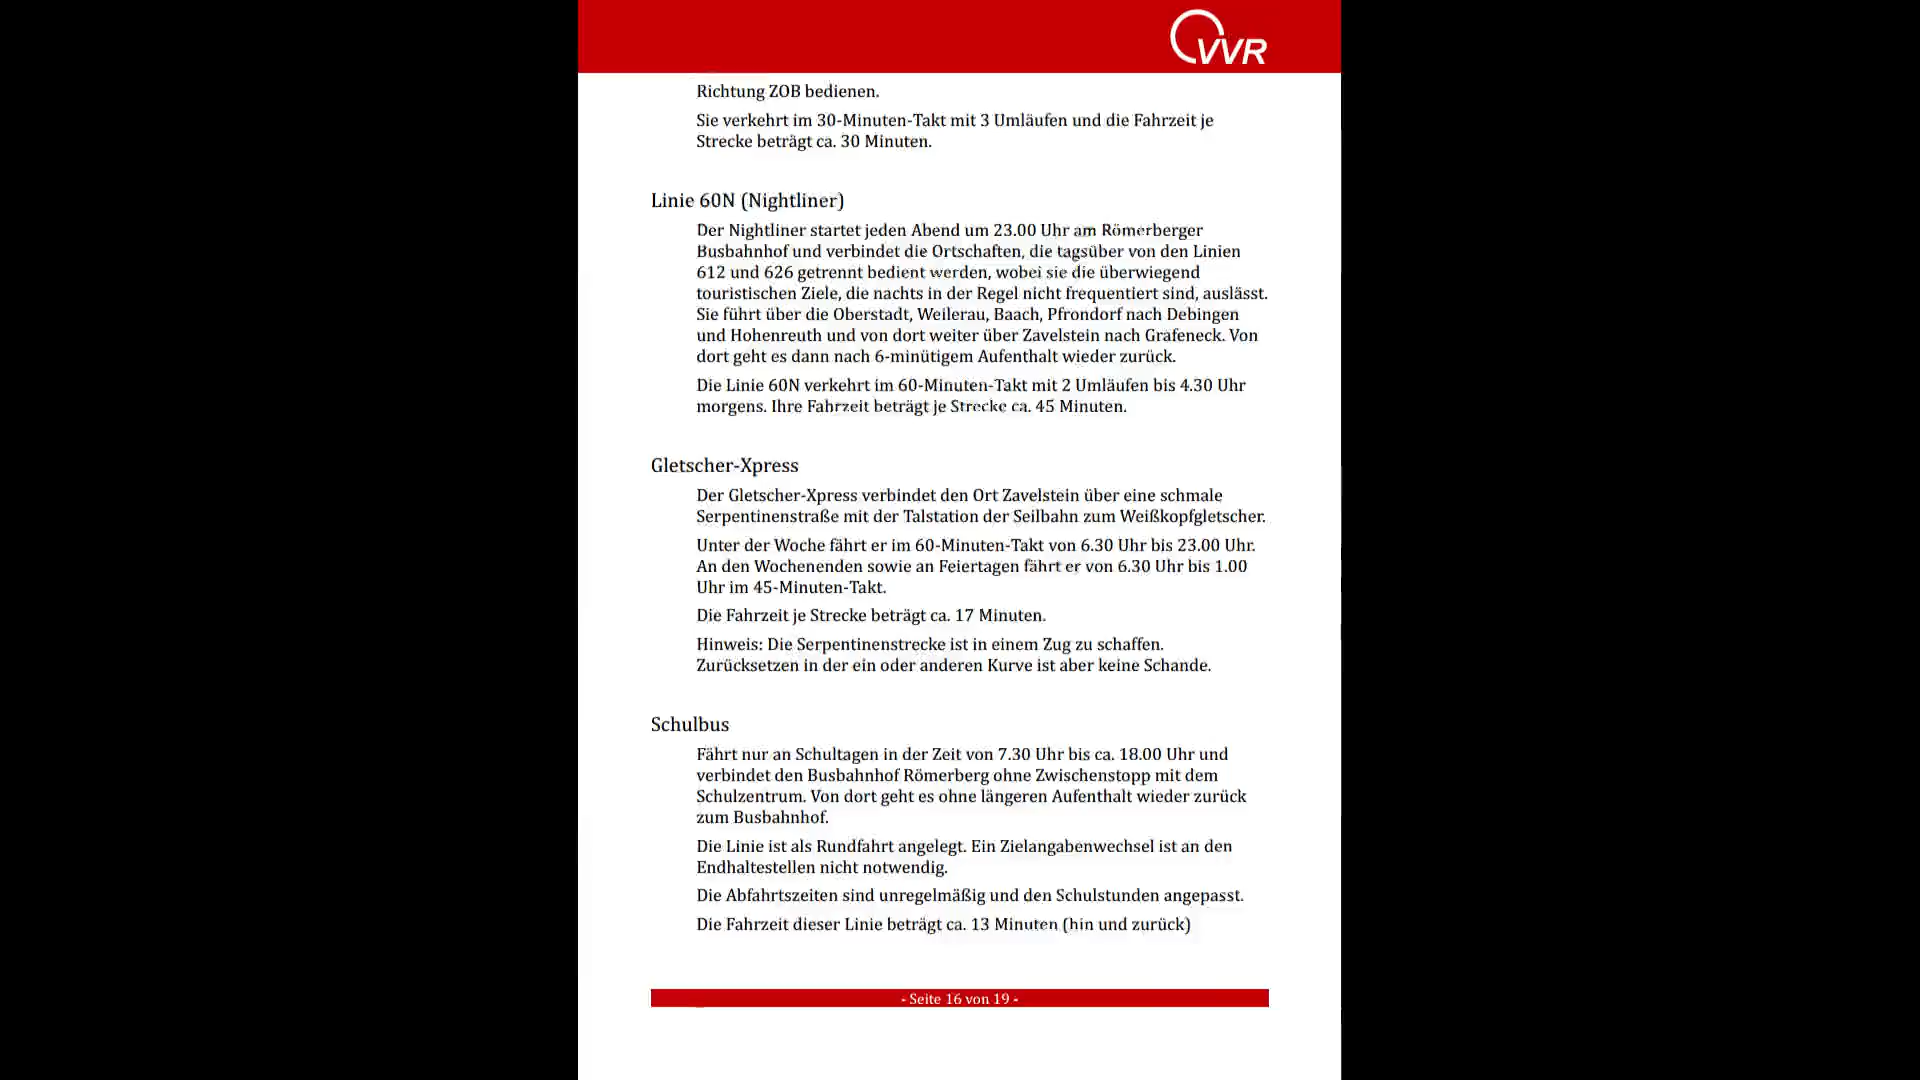 VVR
Richtung ZOB bedienen.
Sie verkehrt im 30-Minuten-Takt mit 3 Umläufen und die Fahrzeit je
Strecke beträgt ca. 30 Minuten.
Linie 60N (Nightliner)
Der Nightliner startet jeden Abend um 23.00 Uhr am Römerberger
Busbahnhof und verbindet die Ortschaften, die tagsüber von den Linien
612 und 626 getrennt bedient werden, wobei sie die überwiegend
touristischen Ziele, die nachts in der Regel nicht frequentiert sind, auslässt.
Sie führt über die Oberstadt, Weilerau, Baach, Pfrondorf nach Debingen
und Hohenreuth und von dort weiter über Zavelstein nach Grafeneck. Von
dort geht es dann nach 6-minütigem Aufenthalt wieder zurück.
Die Linie 60N verkehrt im 60-Minuten-Takt mit 2 Umläufen bis 4.30 Uhr
morgens. Ihre Fahrzeit beträgt je Strecke ca. 45 Minuten.
Gletscher-Xpress
Der Gletscher-Xpress verbindet den Ort Zavelstein über eine schmale
Serpentinenstraße mit der Talstation der Seilbahn zum Weißkopfgletscher.
Unter der Woche fährt er im 60-Minuten-Takt von 6.30 Uhr bis 23.00 Uhr.
An den Wochenenden sowie an Feiertagen fährt er von 6.30 Uhr bis 1.00
Uhr im 45-Minuten-Takt.
Die Fahrzeit je Strecke beträgt ca. 17 Minuten.
Hinweis: Die Serpentinenstrecke ist in einem Zug zu schaffen.
Zurücksetzen in der ein oder anderen Kurve ist aber keine Schande.
Schulbus
Fährt nur an Schultagen in der Zeit von 7.30 Uhr bis ca. 18.00 Uhr und
verbindet den Busbahnhof Römerberg ohne Zwischenstopp mit dem
Schulzentrum. Von dort geht es ohne längeren Aufenthalt wieder zurück
zum Busbahnhof.
Die Linie ist als Rundfahrt angelegt. Ein Zielangabenwechsel ist an den
Endhaltestellen nicht notwendig.
Die Abfahrtszeiten sind unregelmäßig und den Schulstunden angepasst.
Die Fahrzeit dieser Linie beträgt ca. 13 Minuten (hin und zurück)
- Seite 16 von 19 -